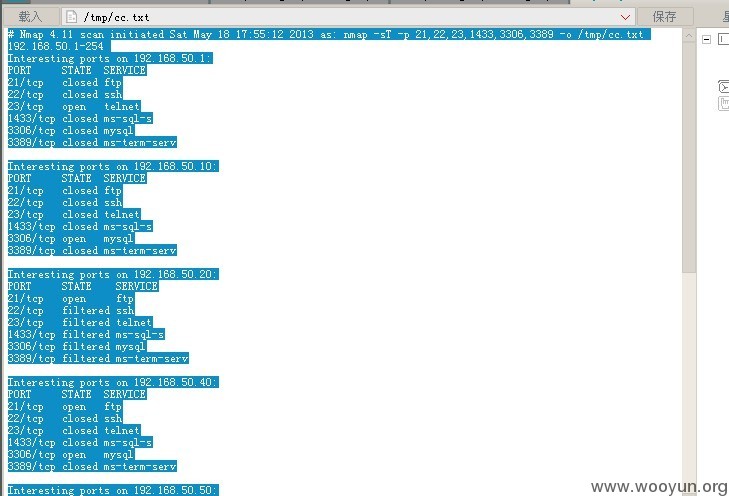 载入
/tmp/cc.txt
保存
# Nmap 4.11 scan initiated Sat May 18 17:55:12 2013 as: nmap -sT -p 21,22,23,1433,3306,3389 -o /tmp/cc.txt
192.168.50.1-254
Interesting ports on 192.168.50.1:
PORT STATE SERVICE
21/tcp closed ftp
22/tcp closed ssh
23/tcp open telnet
1433/tcp closed ms-sql-s
3306/tcp closed mysql
3389/tcp closed ms-term-serv
Interesting ports on 192.168.50.10:
PORT STATE SERVICE
21/tcp closed ftp
22/tcp closed ssh
23/tcp closed telnet
1433/tcp closed ms-sql-s
3306/tcp open mysql
3389/tcp closed ms-term-serv
Interesting ports on 192.168.50.20:
PORT STATE SERVICE
21/tcp open ftp
22/tcp filtered ssh
23/tcp filtered telnet
1433/tcp filtered ms-sql-s
3306/tcp filtered mysql
3389/tcp filtered ms-term-serv
Interesting ports on 192.168.50.40:
PORT STATE SERVICE
21/tcp open ftp
22/tcp closed ssh
23/tcp closed telnet
1433/tcp closed ms-sql-s
3306/tcp open mysql
3389/tcp closed ms-term-serv
Interesting ports on 192.168.50.50:
www.wooyun.org